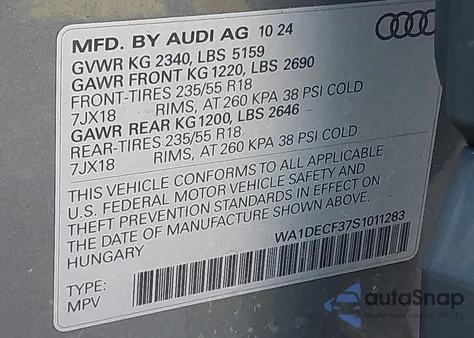 MFD. BY AUDI AG 10 24
GVWR KG 2340, LBS 5159
GAWR FRONT KG1220, LBS 2690
FRONT-TIRES 235/55 R18
7JX18 RIMS, AT 260 KPA 38 PSI COLD
GAWR REAR KG1200, LBS 2646
REAR-TIRES 235/55 R18
7JX18 RIMS, AT 260 KPA 38 PSI COLD
THIS VEHICLE CONFORMS TO ALL APPLICABLE
U.S. FEDERAL MOTOR VEHICLE SAFETY AND
THEFT PREVENTION STANDARDS IN EFFECT ON
THE DATE OF MANUFACTURE SHOWN ABOVE
HUNGARY
WA1DECF37S1011283
TYPE:
MPV
autoSnap